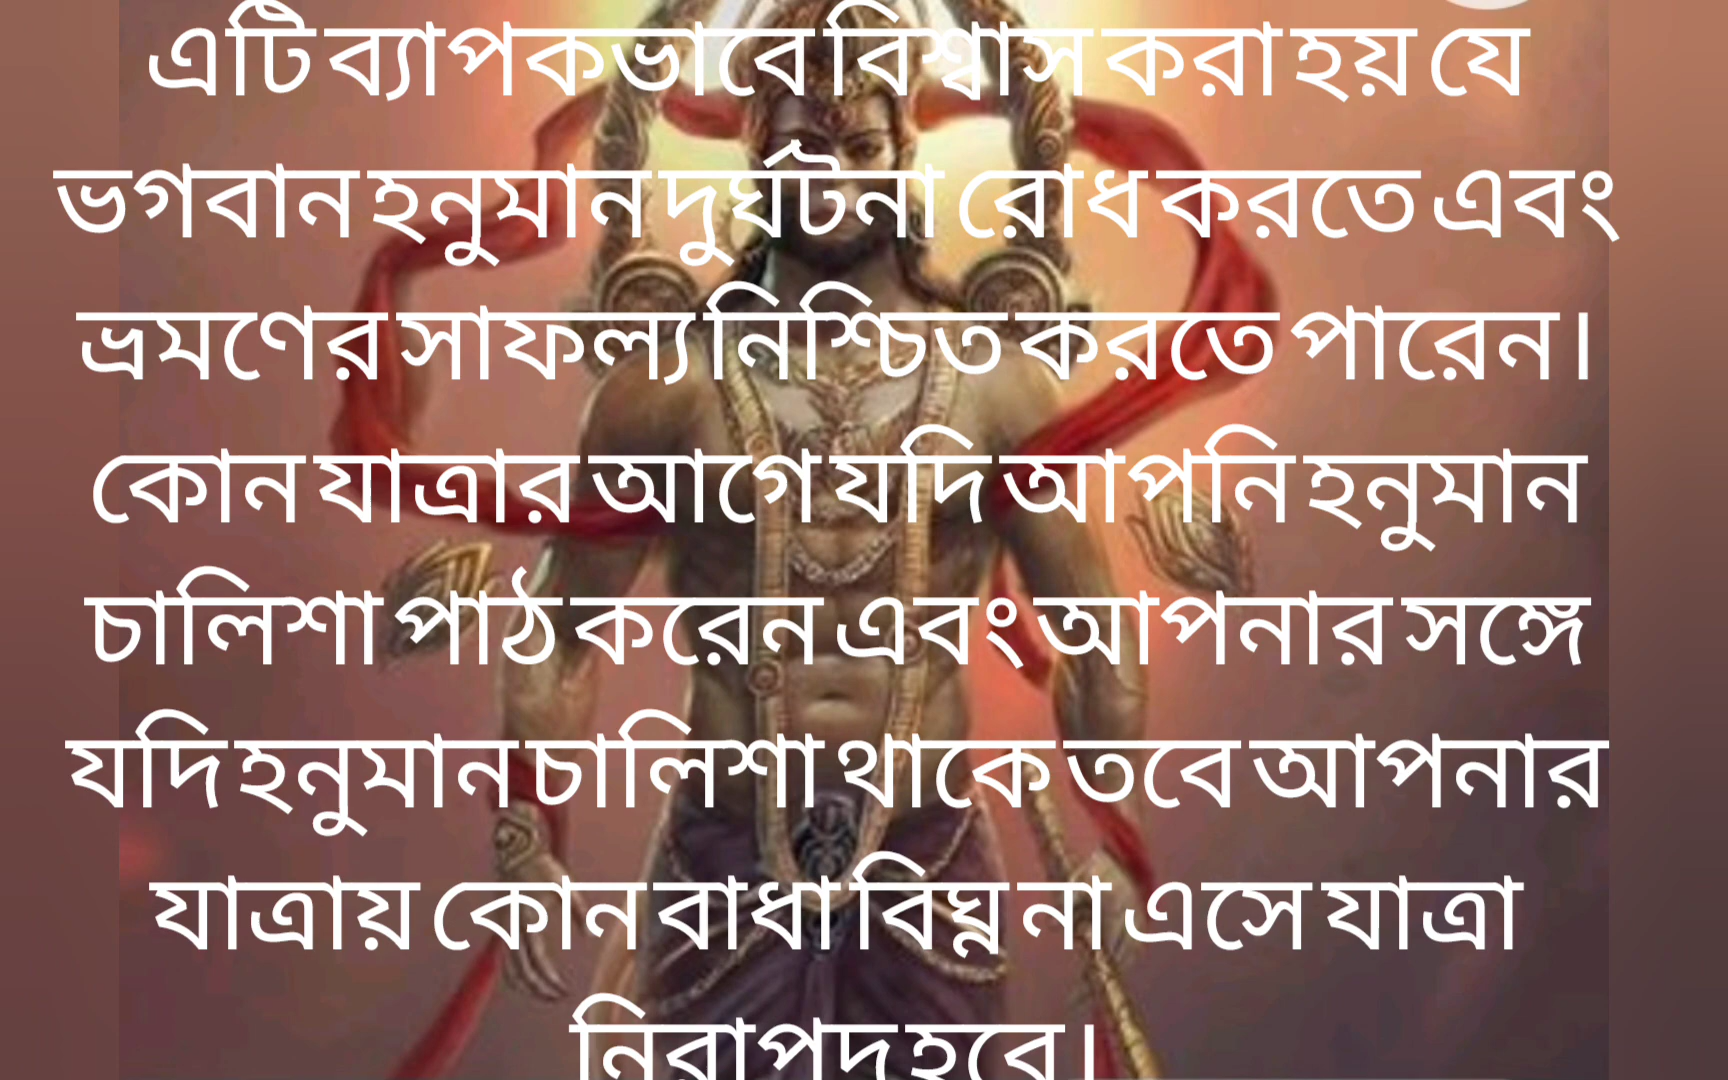 এটি ব্যাপকভাবে বিশ্বাস করা হয় যে
ভগবান হনুমান দুর্ঘটনা রোধ করতে এবং
ভ্রমণের সাফল্য নিশ্চিত করতে পারেন।
কোন যাত্রার আগে যদি আপনি হনুমান
চালিশা পাঠ করেন এবং আপনার সঙ্গে
যদি হনুমান চালিশা থাকে তবে আপনার
যাত্রায় কোন বাধা বিঘ্ন না এসে যাত্রা
নিরাপদ হবে।